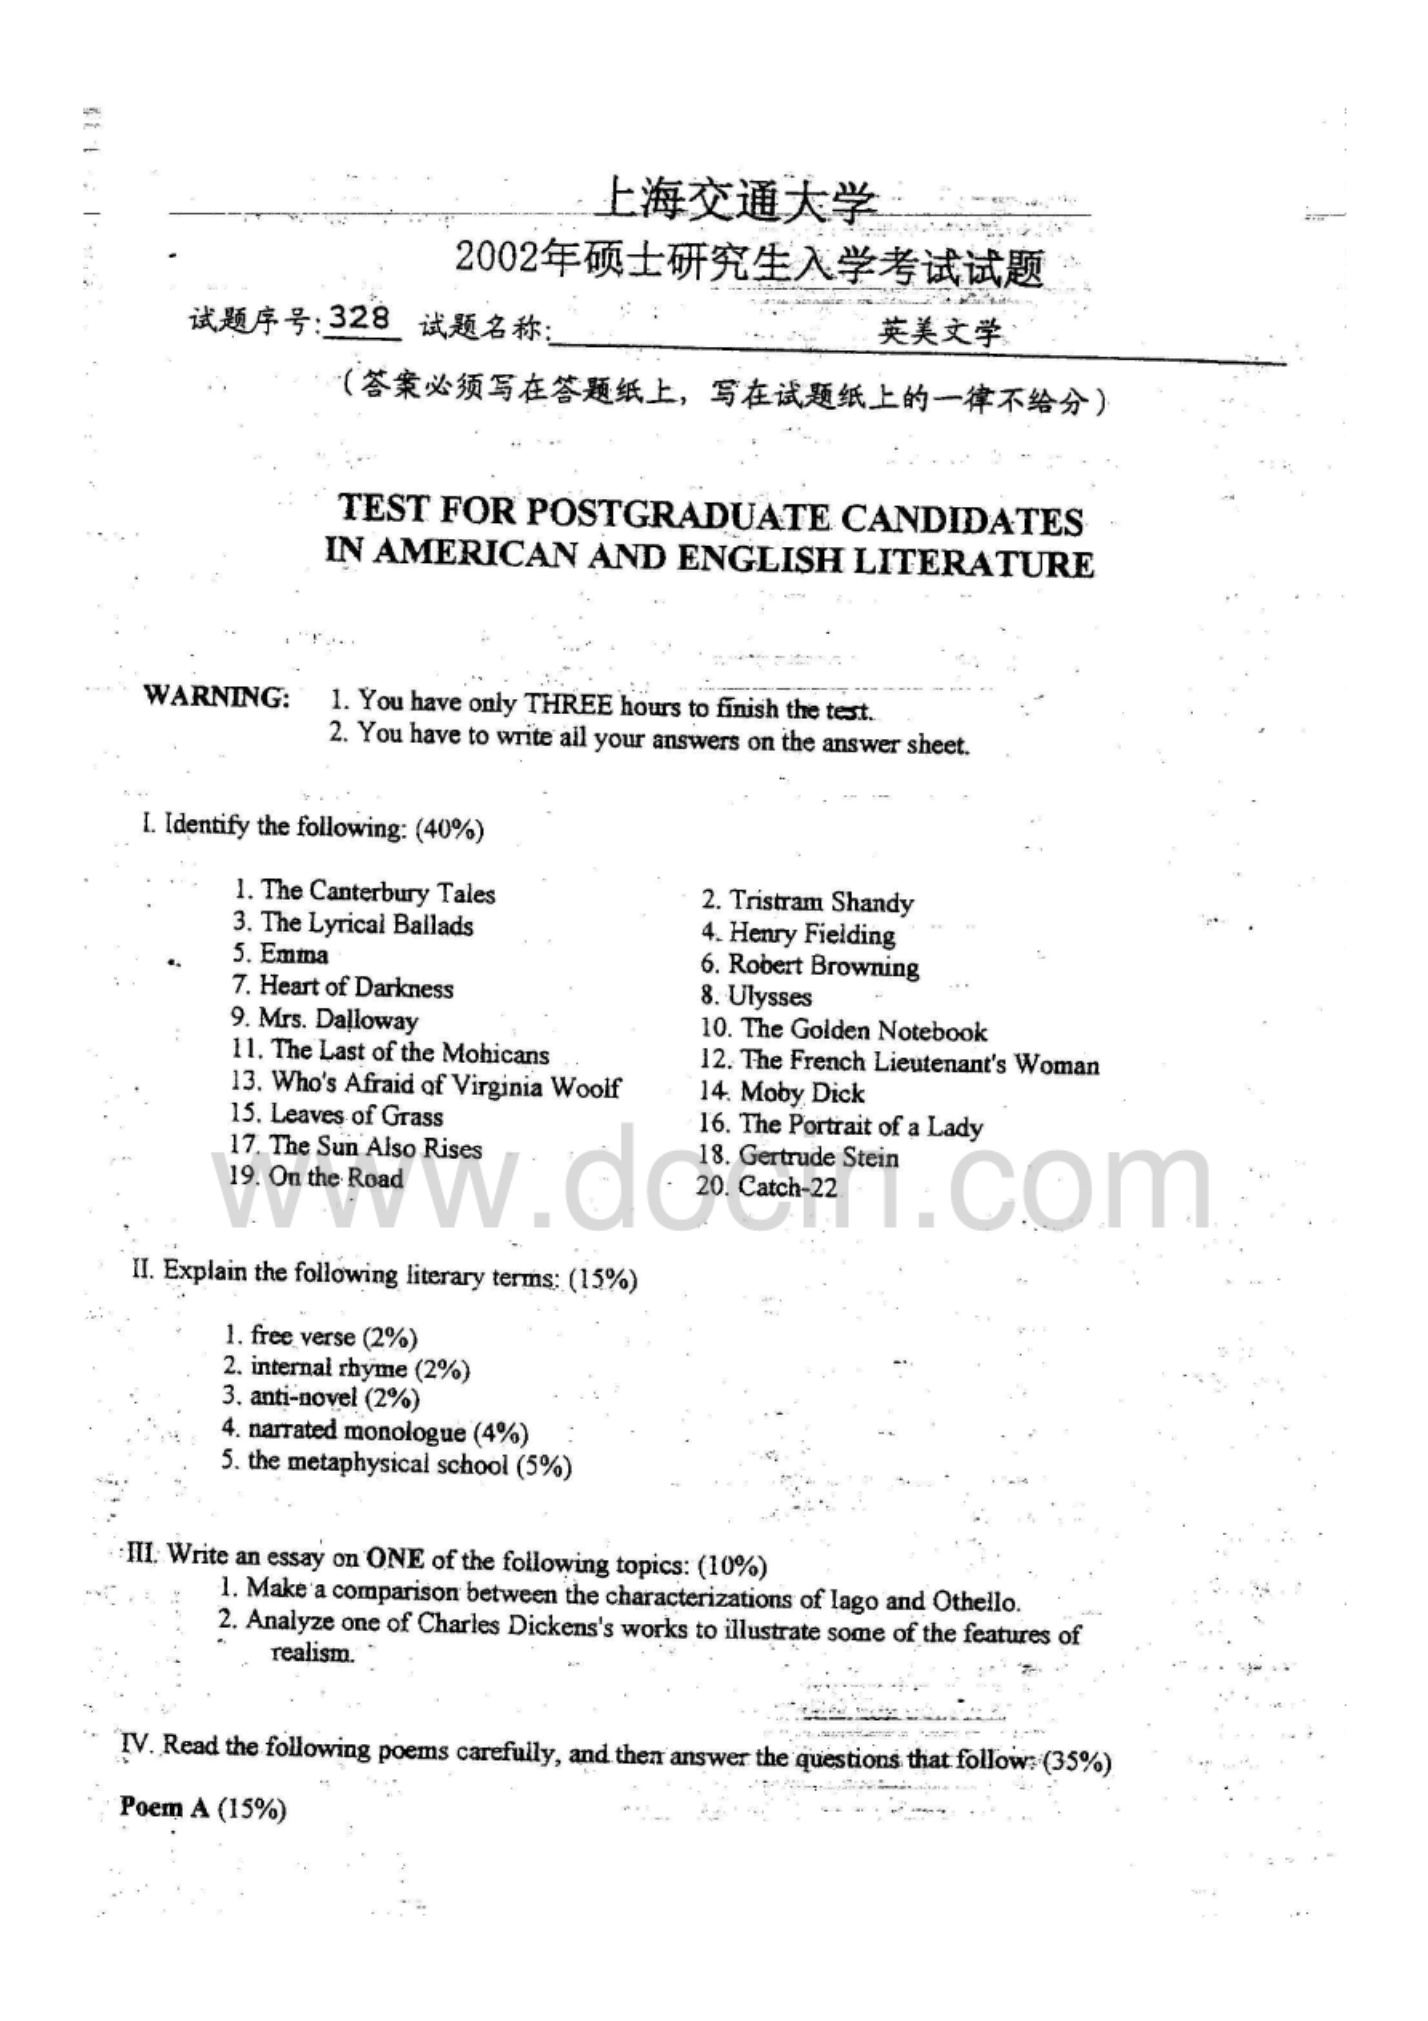 上海交通大学
2002年硕士研究生入学考试试题
试题序号:328 试题名称: 英美文学
（答案必须写在答题纸上，写在试题纸上的一律不给分）
TEST FOR POSTGRADUATE CANDIDATES
IN AMERICAN AND ENGLISH LITERATURE
WARNING: 1. You have only THREE hours to finish the test.
2. You have to write all your answers on the answer sheet.
I. Identify the following: (40%)
1. The Canterbury Tales 2. Tristram Shandy
3. The Lyrical Ballads 4. Henry Fielding
5. Emma 6. Robert Browning
7. Heart of Darkness 8. Ulysses
9. Mrs. Dalloway 10. The Golden Notebook
11. The Last of the Mohicans 12. The French Lieutenant's Woman
13. Who's Afraid of Virginia Woolf 14. Moby Dick
15. Leaves of Grass 16. The Portrait of a Lady
17. The Sun Also Rises 18. Gertrude Stein
19. On the Road 20. Catch-22
www.docin.com
II. Explain the following literary terms: (15%)
1. free verse (2%)
2. internal rhyme (2%)
3. anti-novel (2%)
4. narrated monologue (4%)
5. the metaphysical school (5%)
III. Write an essay on ONE of the following topics: (10%)
1. Make a comparison between the characterizations of Iago and Othello.
2. Analyze one of Charles Dickens's works to illustrate some of the features of
realism.
IV. Read the following poems carefully, and then answer the questions that follow: (35%)
Poem A (15%)